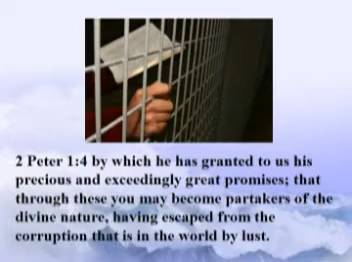 2 Peter 1:4 by which he has granted to us his
precious and exceedingly great promises; that
through these you may become partakers of the
divine nature, having escaped from the
corruption that is in the world by lust.